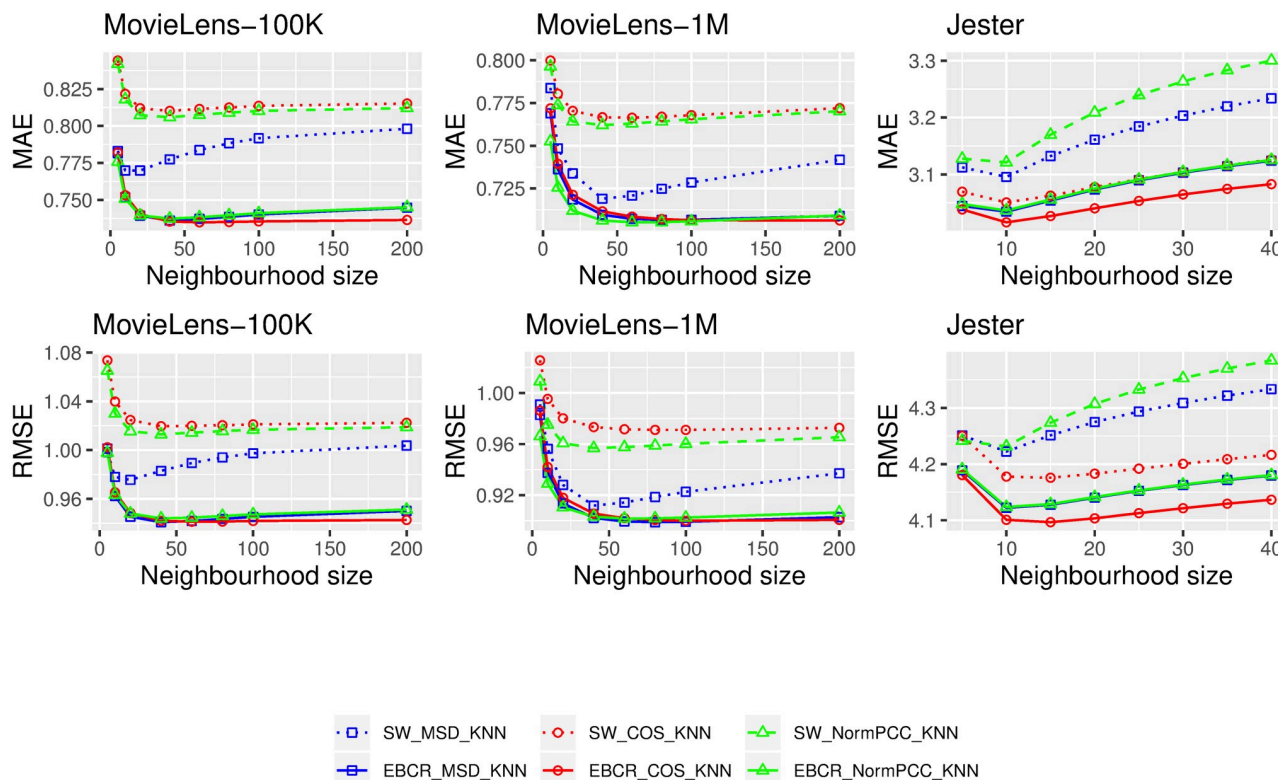 MovieLens−100K
MovieLens−1M
Jester
MAE
0.825
0.800
0.775
0.750
0 50 100 150 200
Neighbourhood size
MAE
0.800
0.775
0.750
0.725
0 50 100 150 200
Neighbourhood size
MAE
3.3
3.2
3.1
10 20 30 40
Neighbourhood size
MovieLens−100K
MovieLens−1M
Jester
RMSE
1.08
1.04
1.00
0.96
0 50 100 150 200
Neighbourhood size
RMSE
1.00
0.96
0.92
0 50 100 150 200
Neighbourhood size
RMSE
4.3
4.2
4.1
10 20 30 40
Neighbourhood size
SW_MSD_KNN SW_COS_KNN SW_NormPCC_KNN
EBCR_MSD_KNN EBCR_COS_KNN EBCR_NormPCC_KNN